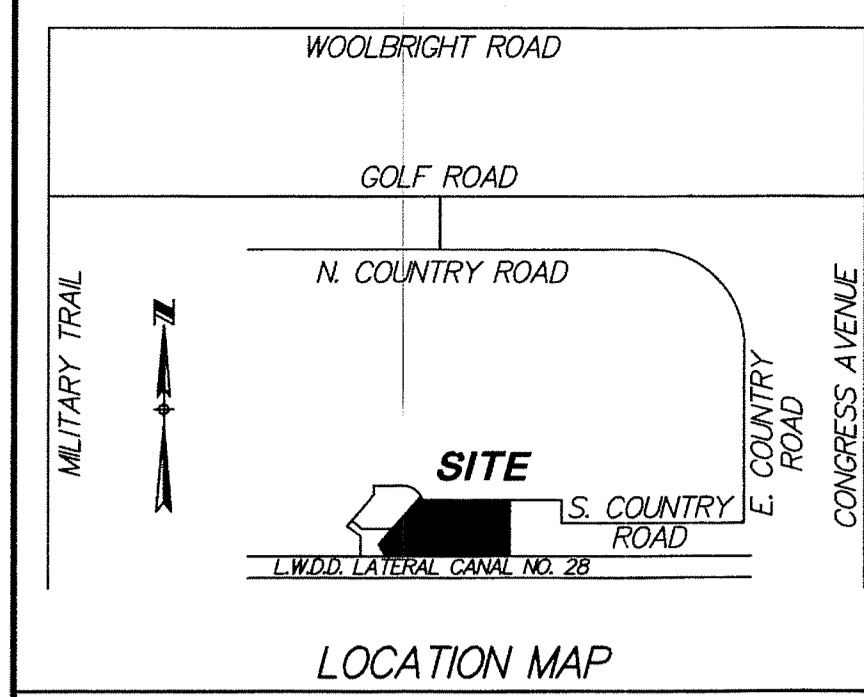 WOOLBRIGHT ROAD
GOLF ROAD
N. COUNTRY ROAD
MILITARY TRAIL
N
E. COUNTRY
ROAD
CONGRESS AVENUE
SITE
S. COUNTRY
ROAD
L.W.D.D. LATERAL CANAL NO. 28
LOCATION MAP